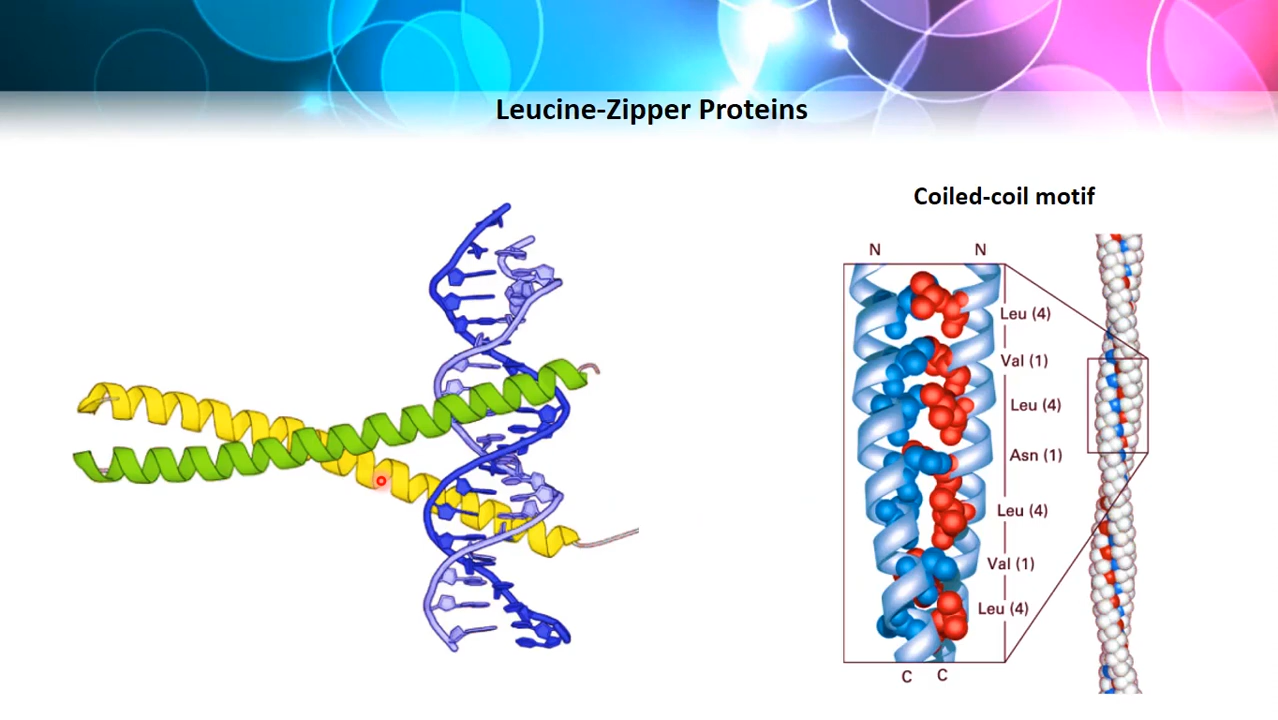 Leucine-Zipper Proteins
Coiled-coil motif
N N
Leu (4)
Val (1)
Leu (4)
Asn (1)
Leu (4)
Val (1)
Leu (4)
C C